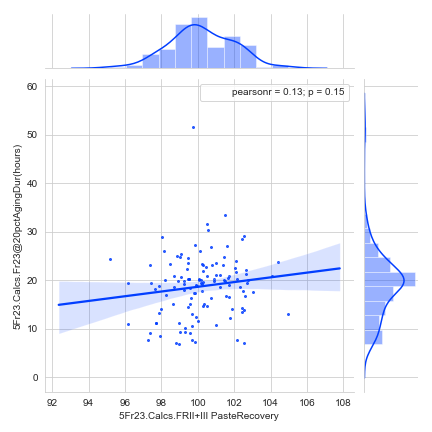 pearsonr = 0.13; p = 0.15
60
50
40
30
20
10
0
5Fr23.Calcs.Fr23@20pctAgingDur(hours)
92 94 96 98 100 102 104 106 108
5Fr23.Calcs.FRII+III PasteRecovery